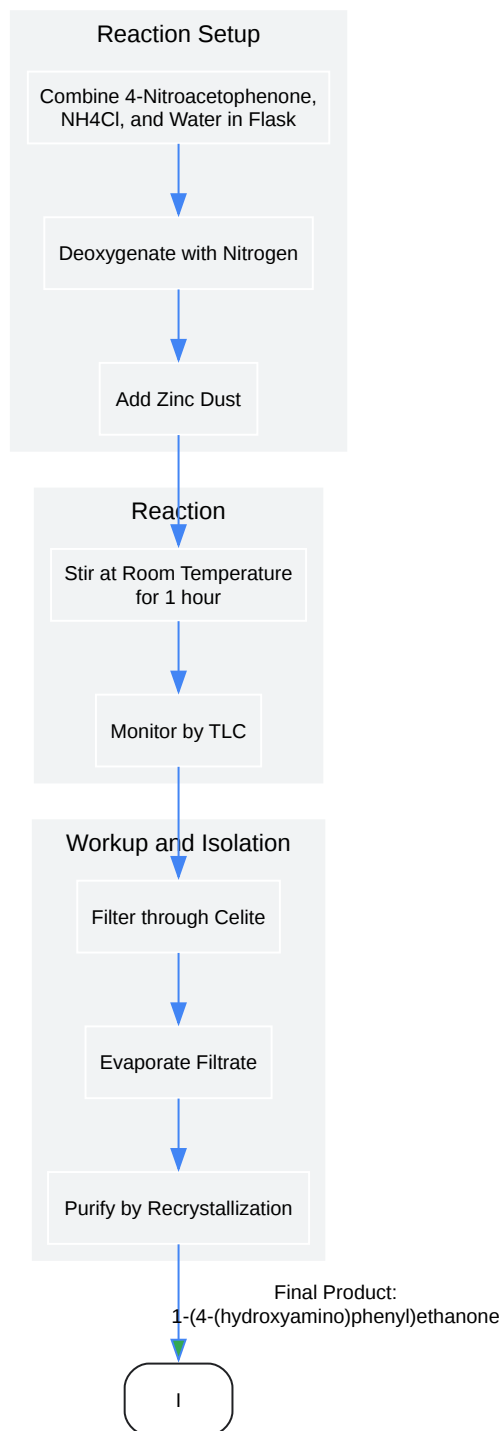 Reaction Setup
Combine 4-Nitroacetophenone,
NH4Cl, and Water in Flask
Deoxygenate with Nitrogen
Add Zinc Dust
Reaction
Stir at Room Temperature
for 1 hour
Monitor by TLC
Workup and Isolation
Filter through Celite
Evaporate Filtrate
Purify by Recrystallization
Final Product:
1-(4-(hydroxyamino)phenyl)ethanone
I